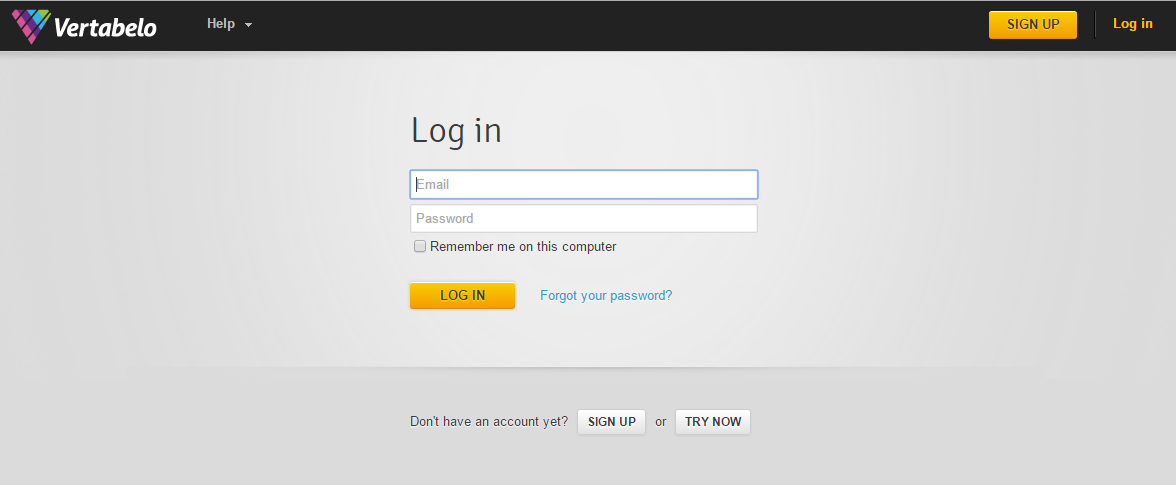 Vertabelo Help SIGN UP Log in
Log in
Email
Password
Remember me on this computer
LOG IN Forgot your password?
Don't have an account yet? SIGN UP or TRY NOW